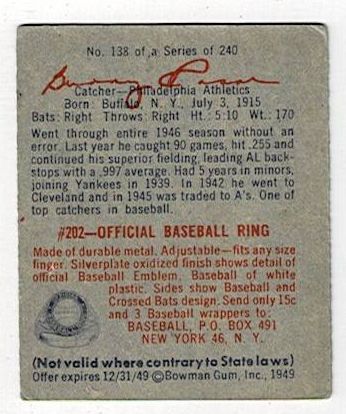 No. 138 of a Series of 240
Buddy Rosar
Catcher—Philadelphia Athletics
Born: Buffalo, N. Y., July 3, 1915
Bats: Right Throws: Right Ht.: 5:10 Wt.: 170
Went through entire 1946 season without an
error. Last year he caught 90 games, hit .255 and
continued his superior fielding, leading AL back-
stops with a .997 average. Had 5 years in minors,
joining Yankees in 1939. In 1942 he went to
Cleveland and in 1945 was traded to A's. One of
top catchers in baseball.
#202—OFFICIAL BASEBALL RING
Made of durable metal. Adjustable—fits any size
finger. Silverplate oxidized finish shows detail of
official Baseball Emblem. Baseball of white
plastic. Sides show Baseball and
Crossed Bats design. Send only 15c
and 3 Baseball wrappers to:
BASEBALL, P.O. BOX 491
NEW YORK 46, N. Y.
(Not valid where contrary to State laws)
Offer expires 12/31/49 ©Bowman Gum, Inc., 1949